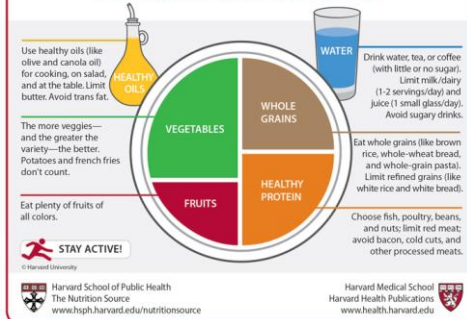 Use healthy oils (like
olive and canola oil)
for cooking, on salad,
and at the table. Limit
butter. Avoid trans fat.
HEALTHY
OILS
The more veggies—
and the greater the
variety—the better.
Potatoes and french fries
don't count.
Eat plenty of fruits of
all colors.
STAY ACTIVE!
© Harvard University
VEGETABLES
FRUITS
WHOLE
GRAINS
HEALTHY
PROTEIN
WATER
Drink water, tea, or coffee
(with little or no sugar).
Limit milk/dairy
(1-2 servings/day) and
juice (1 small glass/day).
Avoid sugary drinks.
Eat whole grains (like brown
rice, whole-wheat bread,
and whole-grain pasta).
Limit refined grains (like
white rice and white bread).
Choose fish, poultry, beans,
and nuts; limit red meat;
avoid bacon, cold cuts, and
other processed meats.
Harvard School of Public Health
The Nutrition Source
www.hsph.harvard.edu/nutritionsource
Harvard Medical School
Harvard Health Publications
www.health.harvard.edu